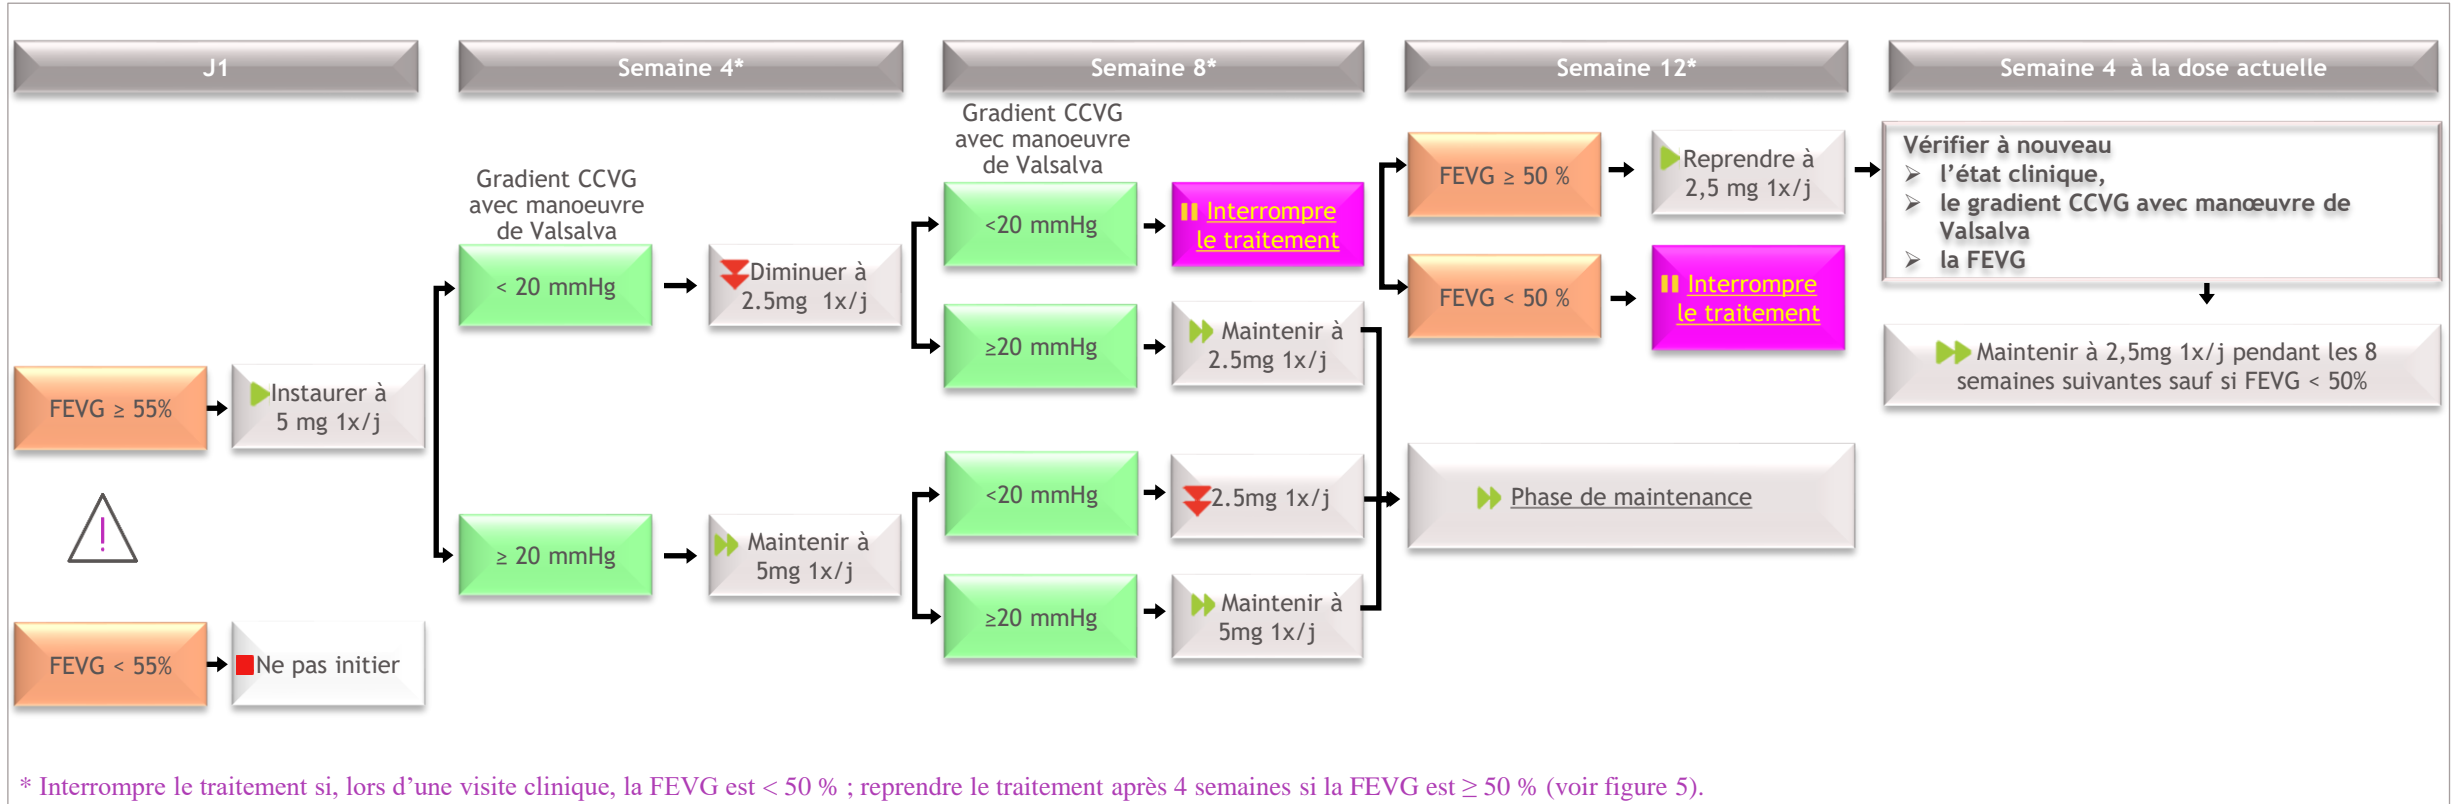 J1
Semaine 4*
Semaine 8*
Semaine 12*
Semaine 4 à la dose actuelle
FEVG ≥ 55%
Instaurer à
5 mg 1x/j
!
FEVG < 55%
Ne pas initier
Gradient CCVG
avec manoeuvre
de Valsalva
< 20 mmHg
Diminuer à
2.5mg 1x/j
≥ 20 mmHg
Maintenir à
5mg 1x/j
Gradient CCVG
avec manoeuvre
de Valsalva
<20 mmHg
Interrompre
le traitement
≥20 mmHg
Maintenir à
2.5mg 1x/j
<20 mmHg
2.5mg 1x/j
≥20 mmHg
Maintenir à
5mg 1x/j
FEVG ≥ 50 %
Reprendre à
2,5 mg 1x/j
FEVG < 50 %
Interrompre
le traitement
Phase de maintenance
Vérifier à nouveau
➢ l’état clinique,
➢ le gradient CCVG avec manœuvre de
Valsalva
➢ la FEVG
Maintenir à 2,5mg 1x/j pendant les 8
semaines suivantes sauf si FEVG < 50%
* Interrompre le traitement si, lors d’une visite clinique, la FEVG est < 50 % ; reprendre le traitement après 4 semaines si la FEVG est ≥ 50 % (voir figure 5).